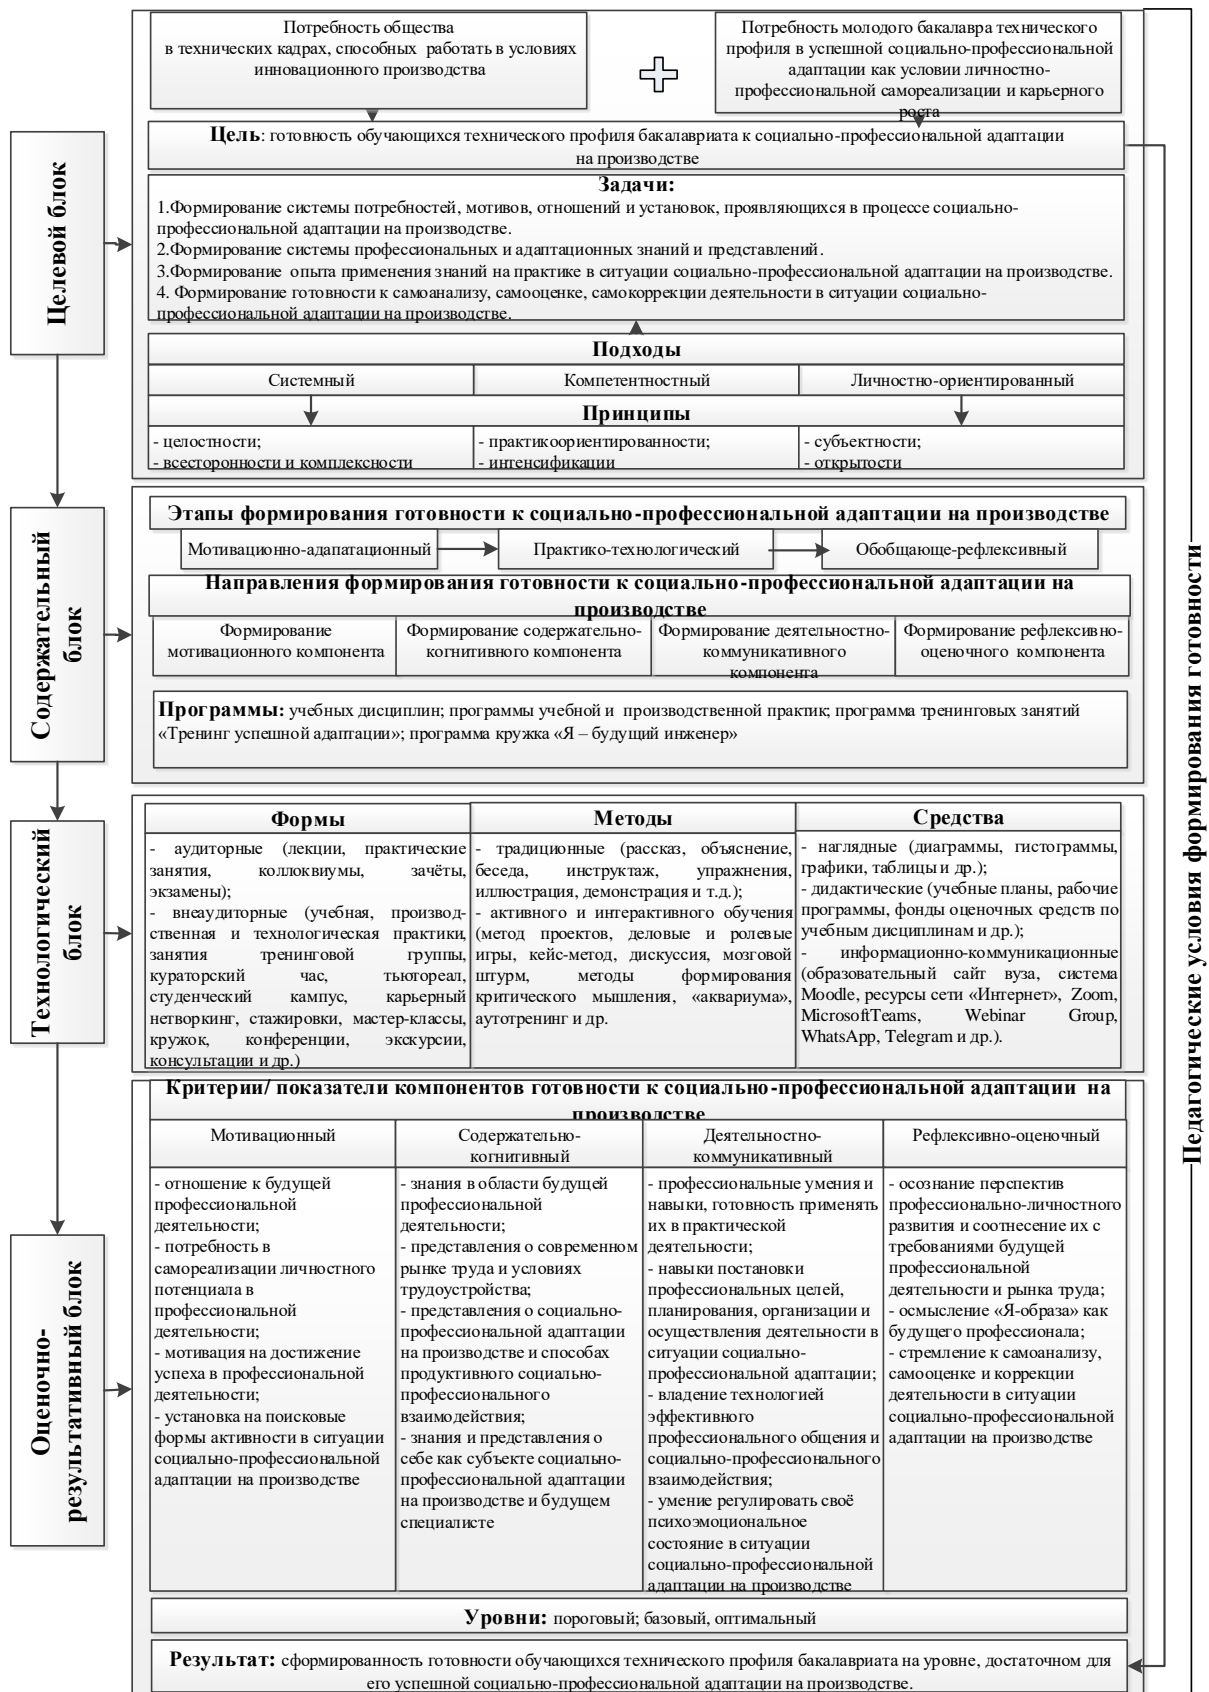 Потребность общества
в технических кадрах, способных работать в условиях
инновационного производства
Потребность молодого бакалавра технического
профиля в успешной социально-профессиональной
адаптации как условии личностно-
профессиональной самореализации и карьерного
роста
Цель: готовность обучающихся технического профиля бакалавриата к социально-профессиональной адаптации
на производстве
Целевой блок
Задачи:
1.Формирование системы потребностей, мотивов, отношений и установок, проявляющихся в процессе социально-
профессиональной адаптации на производстве.
2.Формирование системы профессиональных и адаптационных знаний и представлений.
3.Формирование опыта применения знаний на практике в ситуации социально-профессиональной адаптации на производстве.
4. Формирование готовности к самоанализу, самооценке, самокоррекции деятельности в ситуации социально-
профессиональной адаптации на производстве.
Подходы
Системный
Компетентностный
Личностно-ориентированный
Принципы
- целостности;
- всесторонности и комплексности
- практикоориентированности;
- интенсификации
- субъектности;
- открытости
Содержательный
блок
Этапы формирования готовности к социально-профессиональной адаптации на производстве
Мотивационно-адапатационный
Практико-технологический
Обобщающе-рефлексивный
Направления формирования готовности к социально-профессиональной адаптации на
производстве
Формирование
мотивационного компонента
Формирование содержательно-
когнитивного компонента
Формирование деятельностно-
коммуникативного
компонента
Формирование рефлексивно-
оценочного компонента
Программы: учебных дисциплин; программы учебной и производственной практик; программа тренинговых занятий
«Тренинг успешной адаптации»; программа кружка «Я – будущий инженер»
Технологический
блок
Формы
- аудиторные (лекции, практические
занятия, коллоквиумы, зачёты,
экзамены);
- внеаудиторные (учебная, производ-
ственная и технологическая практики,
занятия тренинговой группы,
кураторский час, тьютореал,
студенческий кампус, карьерный
нетворкинг, стажировки, мастер-классы,
кружок, конференции, экскурсии,
консультации и др.)
Методы
- традиционные (рассказ, объяснение,
беседа, инструктаж, упражнения,
иллюстрация, демонстрация и т.д.);
- активного и интерактивного обучения
(метод проектов, деловые и ролевые
игры, кейс-метод, дискуссия, мозговой
штурм, методы формирования
критического мышления, «аквариума»,
аутотренинг и др.
Средства
- наглядные (диаграммы, гистограммы,
графики, таблицы и др.);
- дидактические (учебные планы, рабочие
программы, фонды оценочных средств по
учебным дисциплинам и др.);
- информационно-коммуникационные
(образовательный сайт вуза, система
Moodle, ресурсы сети «Интернет», Zoom,
MicrosoftTeams, Webinar Group,
WhatsApp, Telegram и др.).
Оценочно-
результативный блок
Критерии/ показатели компонентов готовности к социально-профессиональной адаптации на
производстве
Мотивационный
Содержательно-
когнитивный
Деятельностно-
коммуникативный
Рефлексивно-оценочный
- отношение к будущей
профессиональной
деятельности;
- потребность в
самореализации личностного
потенциала в
профессиональной
деятельности;
- мотивация на достижение
успеха в профессиональной
деятельности;
- установка на поисковые
формы активности в ситуации
социально-профессиональной
адаптации на производстве
- знания в области будущей
профессиональной
деятельности;
- представления о современном
рынке труда и условиях
трудоустройства;
- представления о социально-
профессиональной адаптации
на производстве и способах
продуктивного социально-
профессионального
взаимодействия;
- знания и представления о
себе как субъекте социально-
профессиональной адаптации
на производстве и будущем
специалисте
- профессиональные умения и
навыки, готовность применять
их в практической
деятельности;
- навыки постановки
профессиональных целей,
планирования, организации и
осуществления деятельности в
ситуации социально-
профессиональной адаптации;
- владение технологией
эффективного
профессионального общения и
социально-профессионального
взаимодействия;
- умение регулировать своё
психоэмоциональное
состояние в ситуации
социально-профессиональной
адаптации на производстве
- осознание перспектив
профессионально-личностного
развития и соотнесение их с
требованиями будущей
профессиональной
деятельности и рынка труда;
- осмысление «Я-образа» как
будущего профессионала;
- стремление к самоанализу,
самооценке и коррекции
деятельности в ситуации
социально-профессиональной
адаптации на производстве
Уровни: пороговый; базовый, оптимальный
Результат: сформированность готовности обучающихся технического профиля бакалавриата на уровне, достаточном для
его успешной социально-профессиональной адаптации на производстве.
Педагогические условия формирования готовности